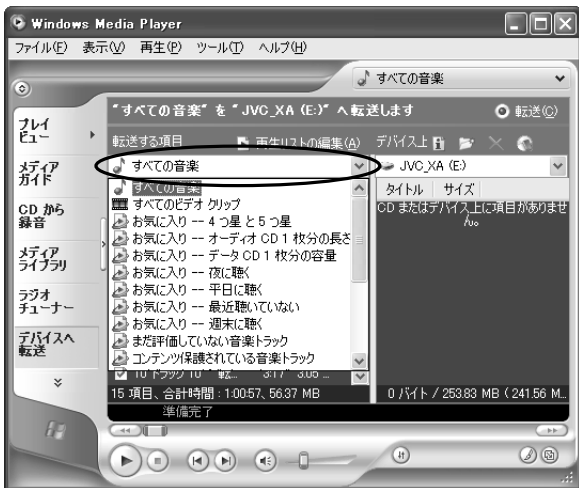 Windows Media Player
ファイル(F) 表示(V) 再生(P) ツール(T) ヘルプ(H)
すべての音楽
"すべての音楽" を "JVC_XA (E:)" へ転送します
転送(C)
転送する項目
再生リストの編集(A)
デバイス上
すべての音楽
JVC_XA (E:)
プレイ
ビュー
メディア
ガイド
CD から
録音
メディア
ライブラリ
ラジオ
チューナー
デバイスへ
転送
すべての音楽
すべてのビデオ クリップ
お気に入り -- 4 つ星 と 5 つ星
お気に入り -- オーディオ CD 1 枚分の長さ
お気に入り -- データ CD 1 枚分の容量
お気に入り -- 夜に聴く
お気に入り -- 平日に聴く
お気に入り -- 最近聴いていない
お気に入り -- 週末に聴く
まだ評価していない音楽トラック
コンテンツ保護されている音楽トラック
タイトル サイズ
CD またはデバイス上に項目がありませ
ん。
15 項目、合計時間 : 1:00:57、56.37 MB
0 バイト / 253.83 MB ( 241.56 M...
準備完了